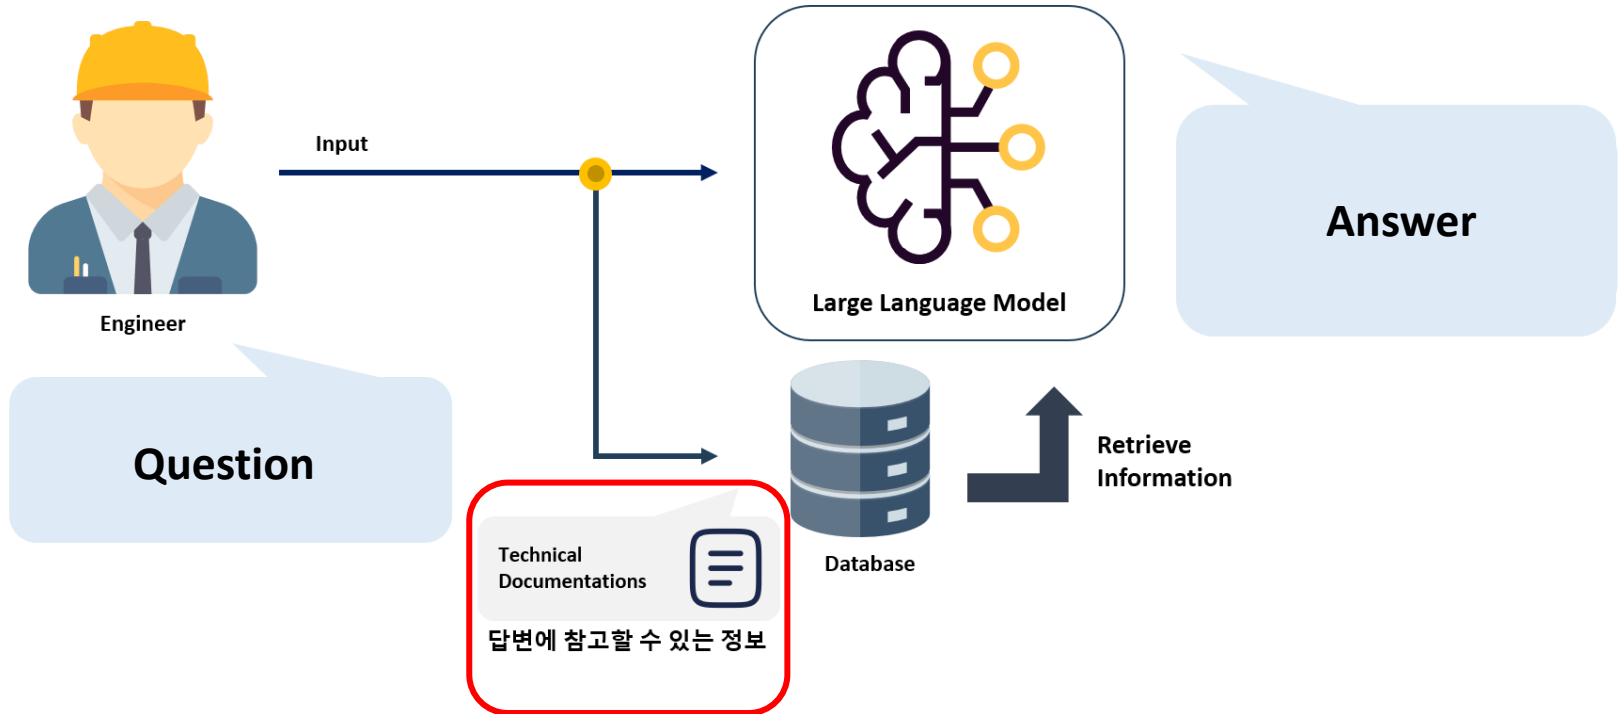 Input
Engineer
Question
Large Language Model
Answer
Retrieve
Information
Database
Technical
Documentations
답변에 참고할 수 있는 정보